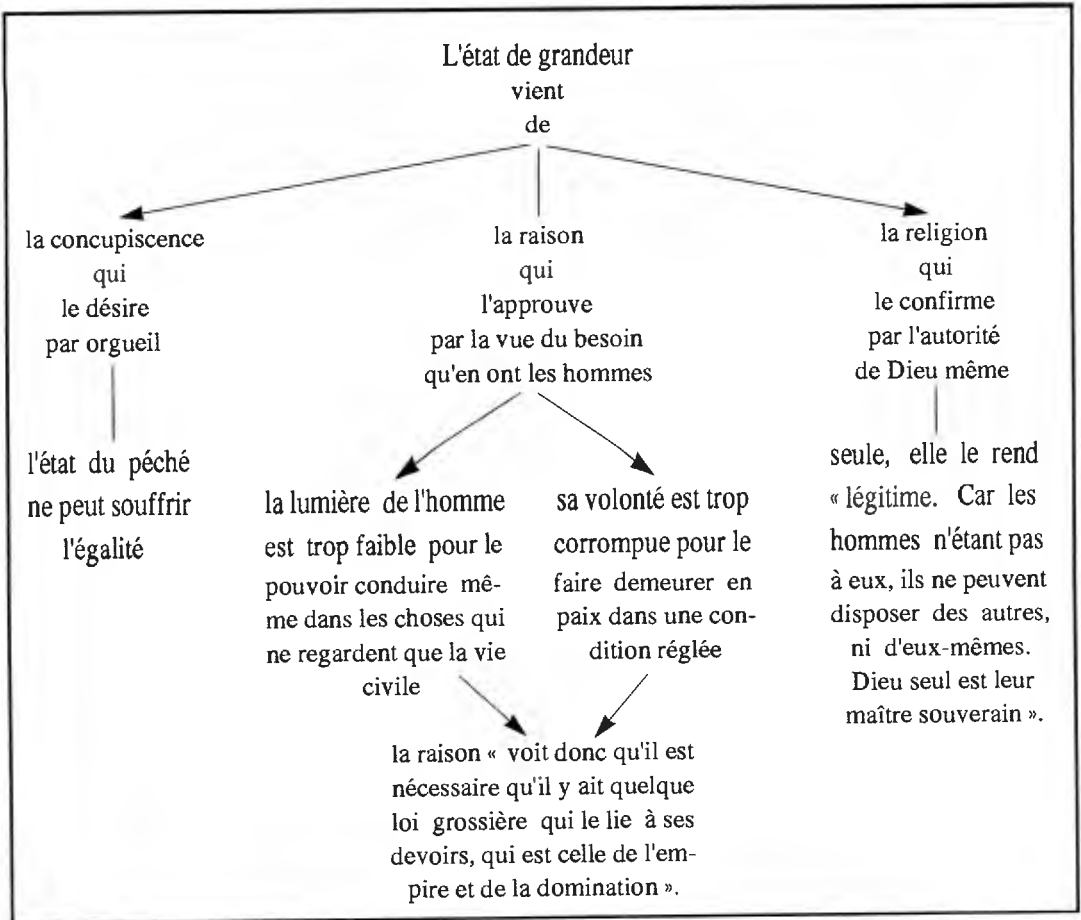 L'état de grandeur
vient
de
la concupiscence
qui
le désire
par orgueil
l'état du péché
ne peut souffrir
l'égalité
la raison
qui
l'approuve
par la vue du besoin
qu'en ont les hommes
la lumière de l'homme
est trop faible pour le
pouvoir conduire mê-
me dans les choses qui
ne regardent que la vie
civile
sa volonté est trop
corrompue pour le
faire demeurer en
paix dans une con-
dition réglée
la raison « voit donc qu'il est
nécessaire qu'il y ait quelque
loi grossière qui le lie à ses
devoirs, qui est celle de l'em-
pire et de la domination ».
la religion
qui
le confirme
par l'autorité
de Dieu même
seule, elle le rend
« légitime. Car les
hommes n'étant pas
à eux, ils ne peuvent
disposer des autres,
ni d'eux-mêmes.
Dieu seul est leur
maître souverain ».